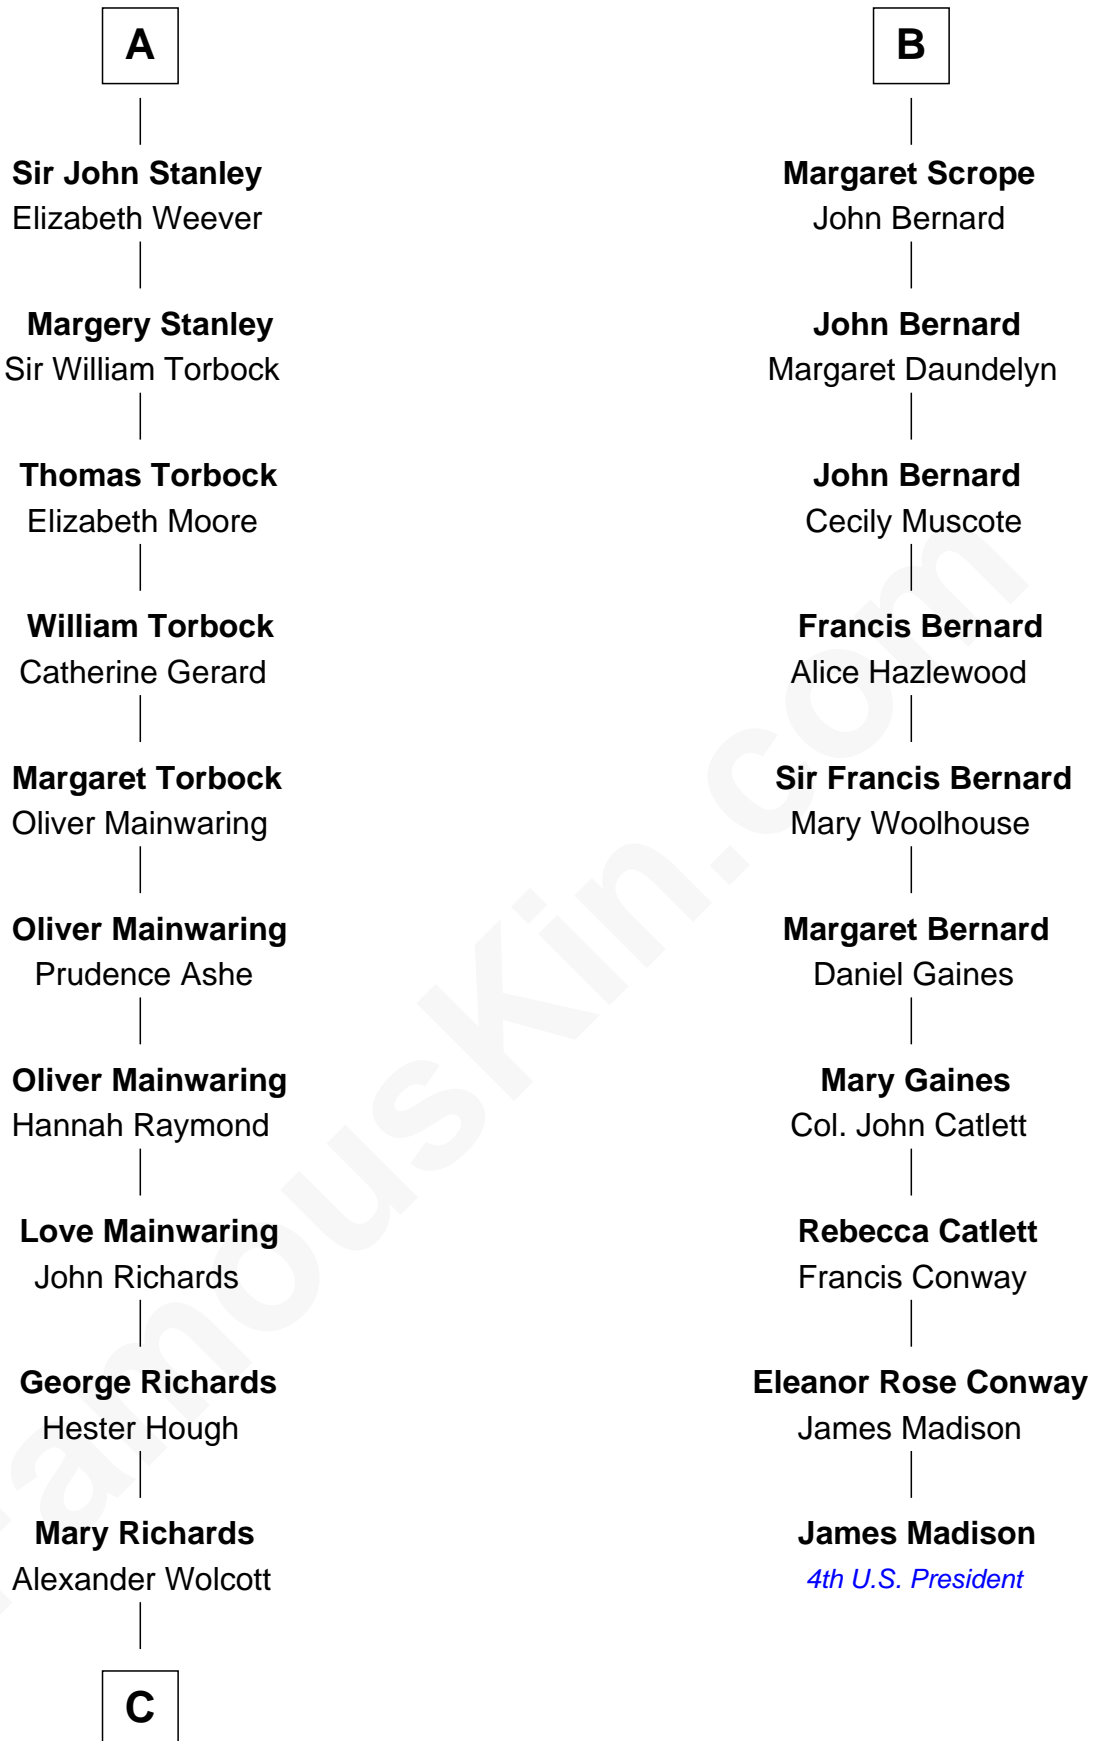 A
Sir John Stanley
Elizabeth Weever
Margery Stanley
Sir William Torbock
Thomas Torbock
Elizabeth Moore
William Torbock
Catherine Gerard
Margaret Torbock
Oliver Mainwaring
Oliver Mainwaring
Prudence Ashe
Oliver Mainwaring
Hannah Raymond
Love Mainwaring
John Richards
George Richards
Hester Hough
Mary Richards
Alexander Wolcott
C
B
Margaret Scrope
John Bernard
John Bernard
Margaret Daundelyn
John Bernard
Cecily Muscote
Francis Bernard
Alice Hazlewood
Sir Francis Bernard
Mary Woolhouse
Margaret Bernard
Daniel Gaines
Mary Gaines
Col. John Catlett
Rebecca Catlett
Francis Conway
Eleanor Rose Conway
James Madison
James Madison
4th U.S. President
FamousKin.com